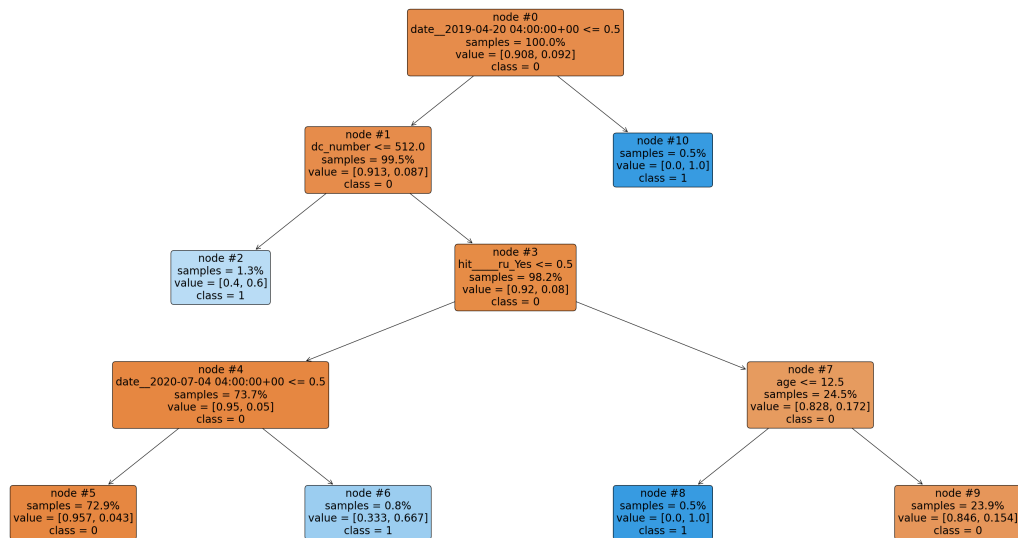 node #0
date__2019-04-20 04:00:00+00 <= 0.5
samples = 100.0%
value = [0.908, 0.092]
class = 0
node #1
dc_number <= 512.0
samples = 99.5%
value = [0.913, 0.087]
class = 0
node #10
samples = 0.5%
value = [0.0, 1.0]
class = 1
node #2
samples = 1.3%
value = [0.4, 0.6]
class = 1
node #3
hit_____ru_Yes <= 0.5
samples = 98.2%
value = [0.92, 0.08]
class = 0
node #4
date__2020-07-04 04:00:00+00 <= 0.5
samples = 73.7%
value = [0.95, 0.05]
class = 0
node #7
age <= 12.5
samples = 24.5%
value = [0.828, 0.172]
class = 0
node #5
samples = 72.9%
value = [0.957, 0.043]
class = 0
node #6
samples = 0.8%
value = [0.333, 0.667]
class = 1
node #8
samples = 0.5%
value = [0.0, 1.0]
class = 1
node #9
samples = 23.9%
value = [0.846, 0.154]
class = 0